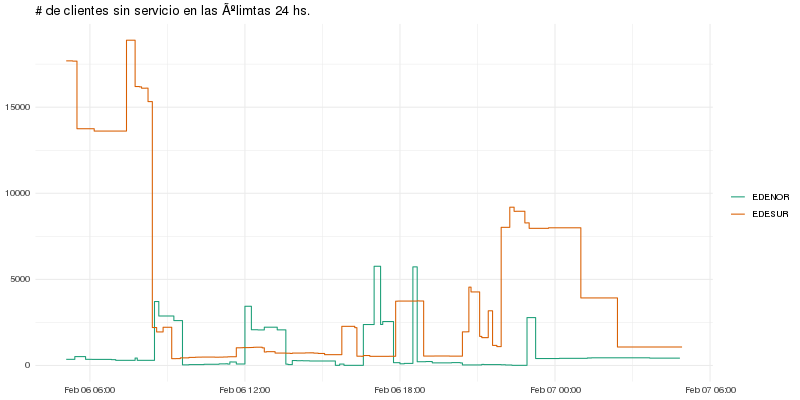 # de clientes sin servicio en las Ãºlimtas 24 hs.
15000
10000
5000
0
Feb 06 06:00
Feb 06 12:00
Feb 06 18:00
Feb 07 00:00
Feb 07 06:00
EDENOR
EDESUR